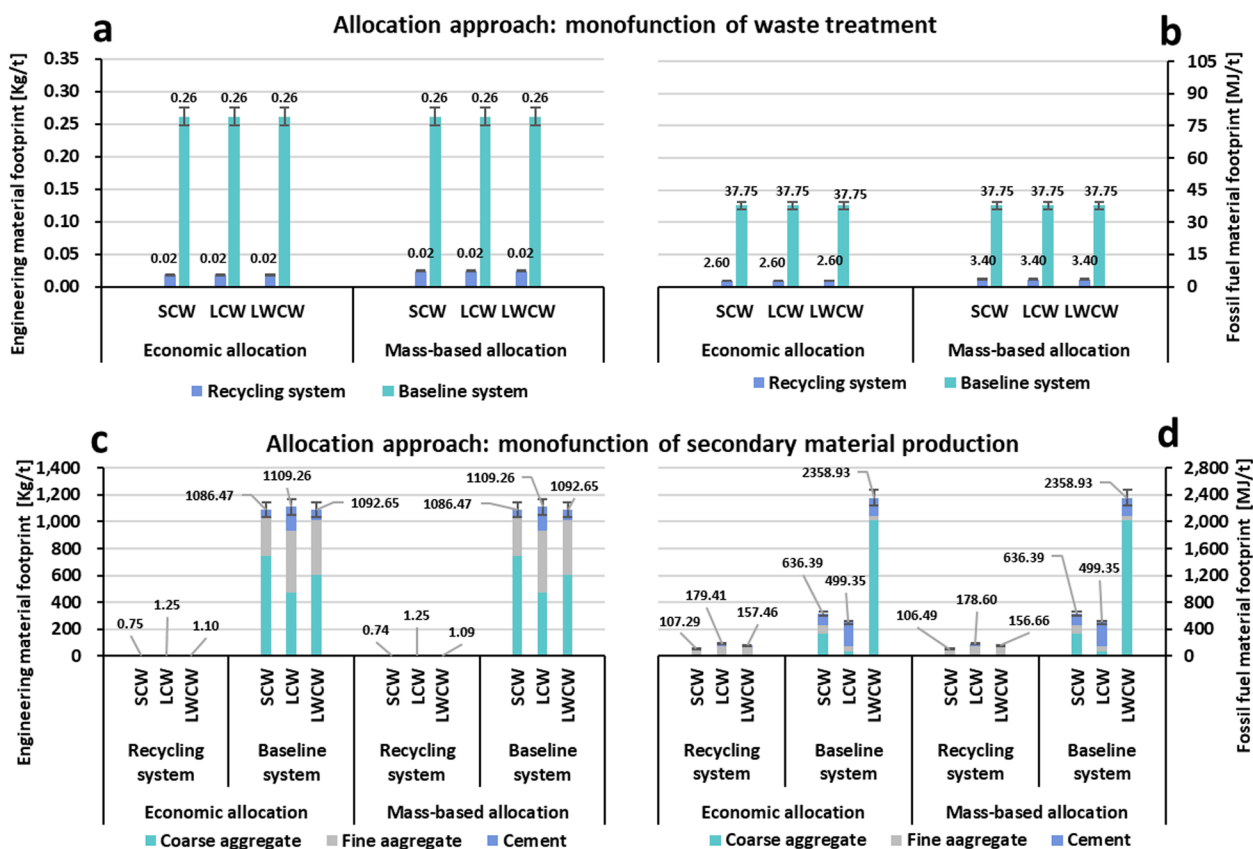 Allocation approach: monofunction of waste treatment
a
Engineering material footprint [Kg/t]
0.35
0.30
0.25
0.20
0.15
0.10
0.05
0.00
0.26 0.26 0.26 0.26 0.26 0.26
0.02 0.02 0.02 0.02 0.02 0.02
SCW LCW LWCW SCW LCW LWCW
Economic allocation Mass-based allocation
Recycling system Baseline system
b
Fossil fuel material footprint [MJ/t]
105
90
75
60
45
30
15
0
37.75 37.75 37.75 37.75 37.75 37.75
2.60 2.60 2.60 3.40 3.40 3.40
SCW LCW LWCW SCW LCW LWCW
Economic allocation Mass-based allocation
Recycling system Baseline system
Allocation approach: monofunction of secondary material production
c
Engineering material footprint [Kg/t]
1,400
1,200
1,000
800
600
400
200
0
0.75 1.25 1.10 1086.47 1109.26 1092.65 0.74 1.25 1.09 1086.47 1109.26 1092.65
SCW LCW LWCW SCW LCW LWCW SCW LCW LWCW SCW LCW LWCW
Recycling system Baseline system Recycling system Baseline system
Economic allocation Mass-based allocation
Coarse aggregate Fine aagregate Cement
d
Fossil fuel material footprint [MJ/t]
2,800
2,400
2,000
1,600
1,200
800
400
0
107.29 179.41 157.46 636.39 499.35 2358.93 106.49 178.60 156.66 636.39 499.35 2358.93
SCW LCW LWCW SCW LCW LWCW SCW LCW LWCW SCW LCW LWCW
Recycling system Baseline system Recycling system Baseline system
Economic allocation Mass-based allocation
Coarse aggregate Fine aagregate Cement